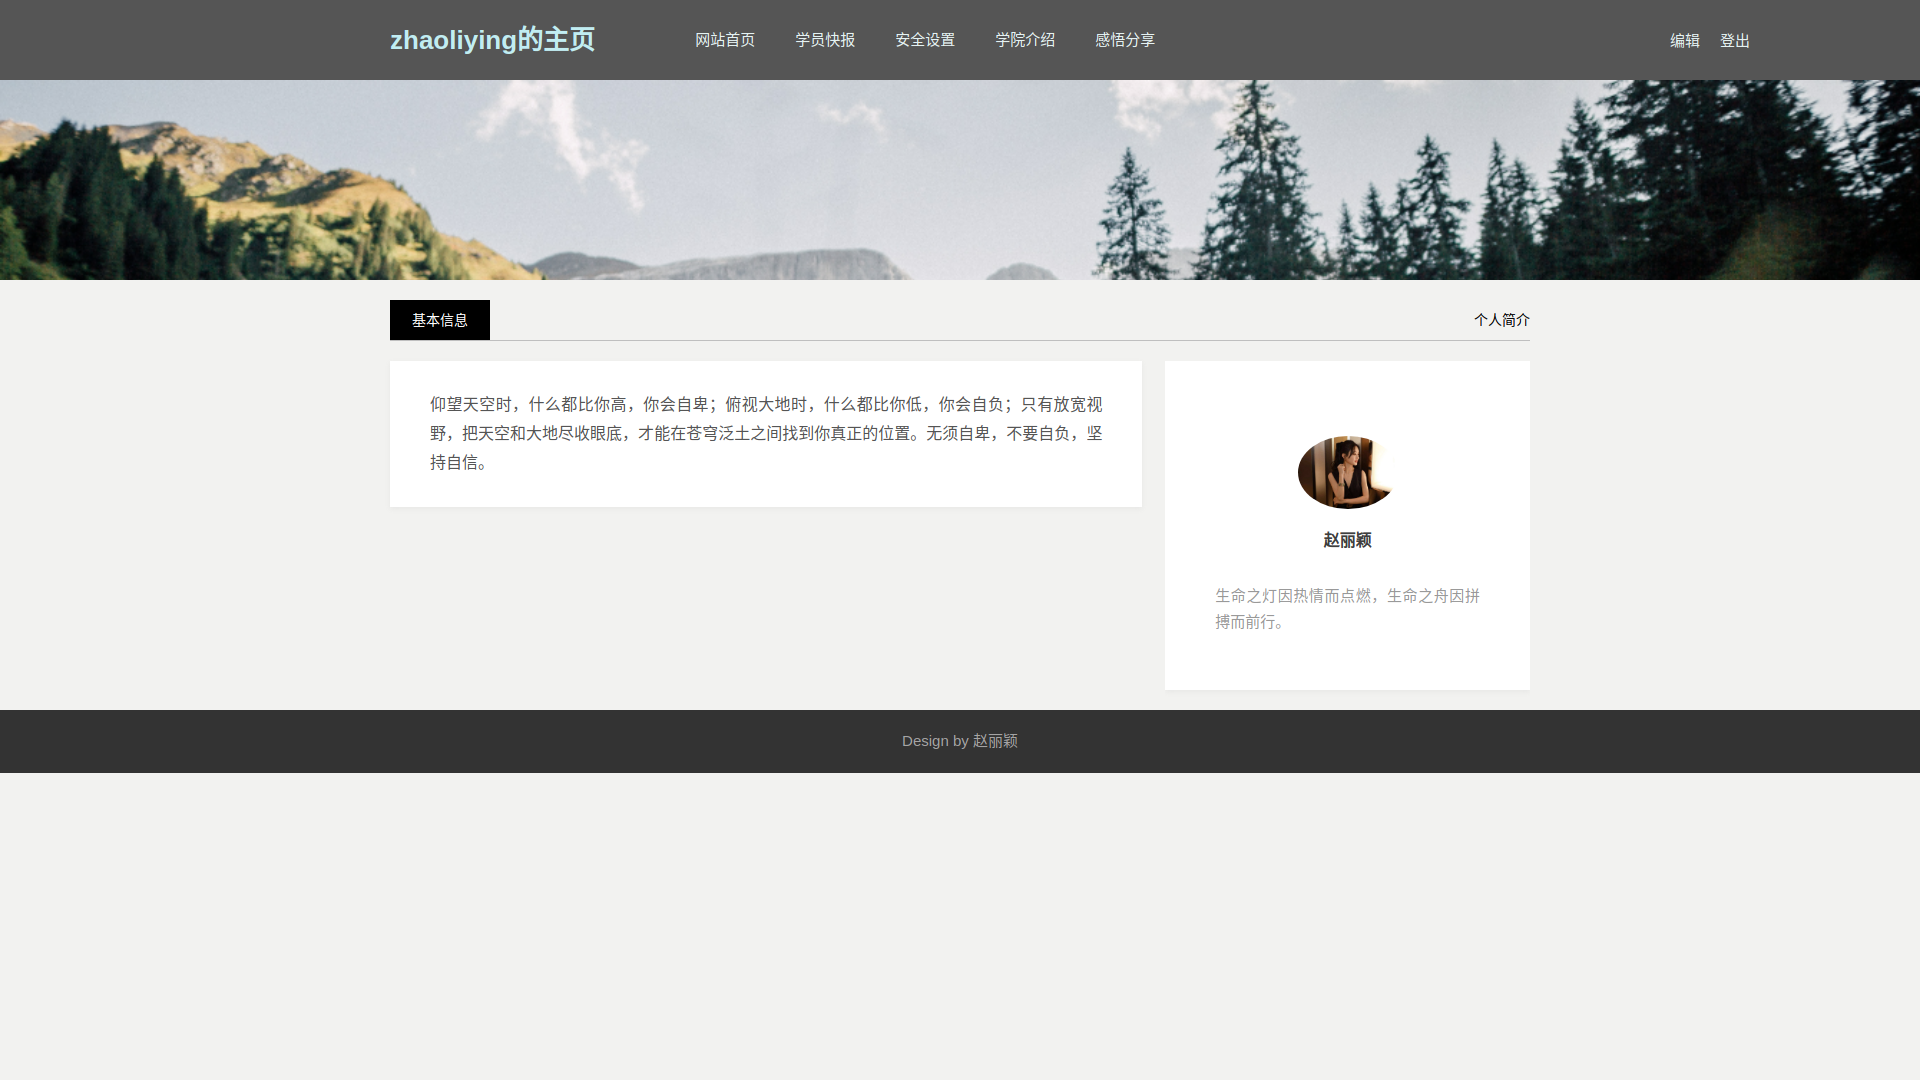 zhaoliying的主页
网站首页 学员快报 安全设置 学院介绍 感悟分享
编辑 登出
基本信息
个人简介
仰望天空时，什么都比你高，你会自卑；俯视大地时，什么都比你低，你会自负；只有放宽视
野，把天空和大地尽收眼底，才能在苍穹泛土之间找到你真正的位置。无须自卑，不要自负，坚
持自信。
赵丽颖
生命之灯因热情而点燃，生命之舟因拼
搏而前行。
Design by 赵丽颖